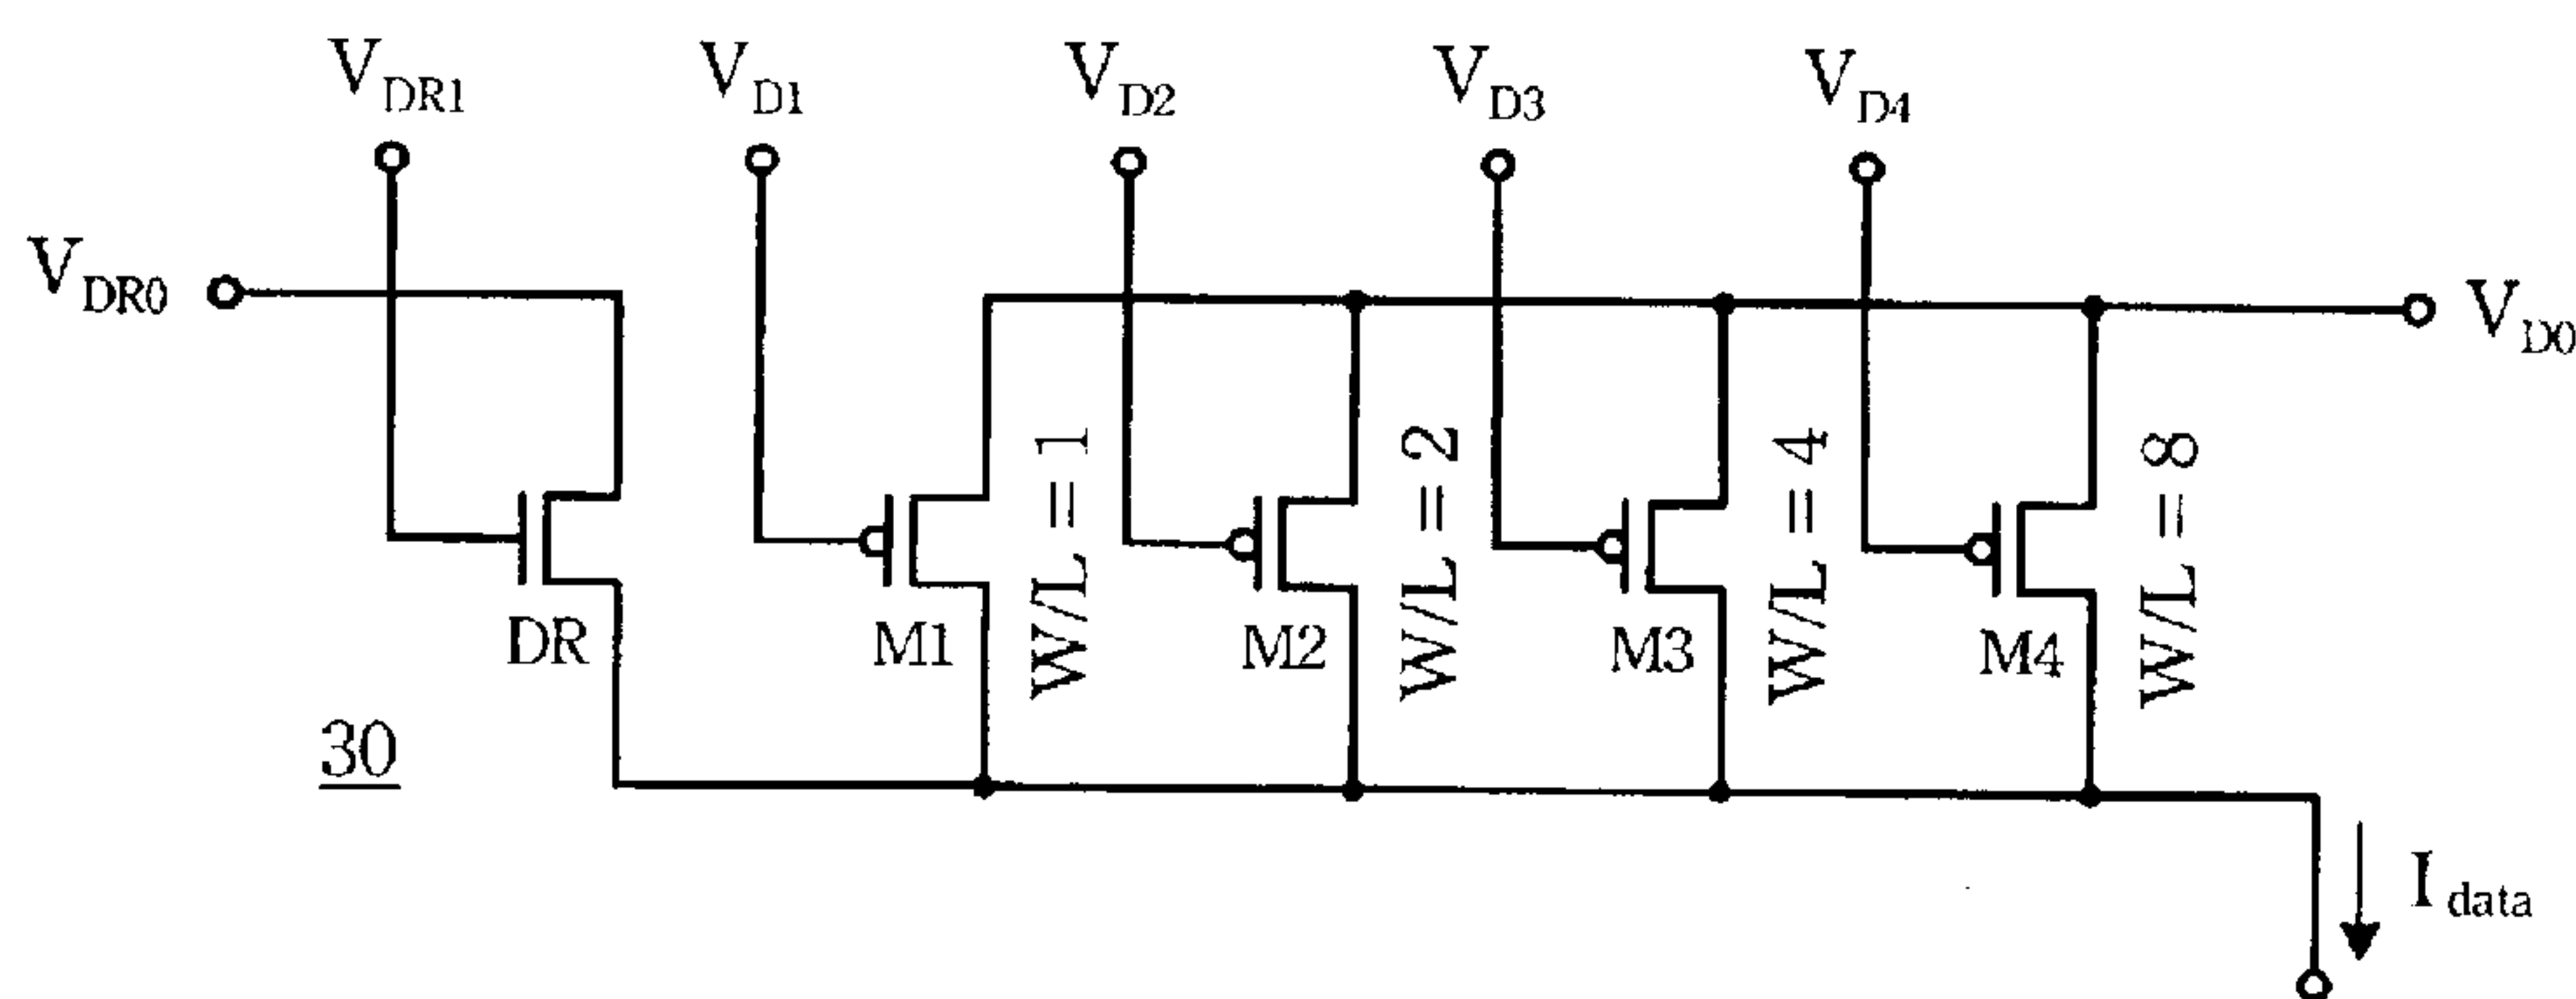 V_DR1
V_D1
V_D2
V_D3
V_D4
V_DR0
V_D0
W/L = 1
W/L = 2
W/L = 4
W/L = 8
DR
M1
M2
M3
M4
30
I_data